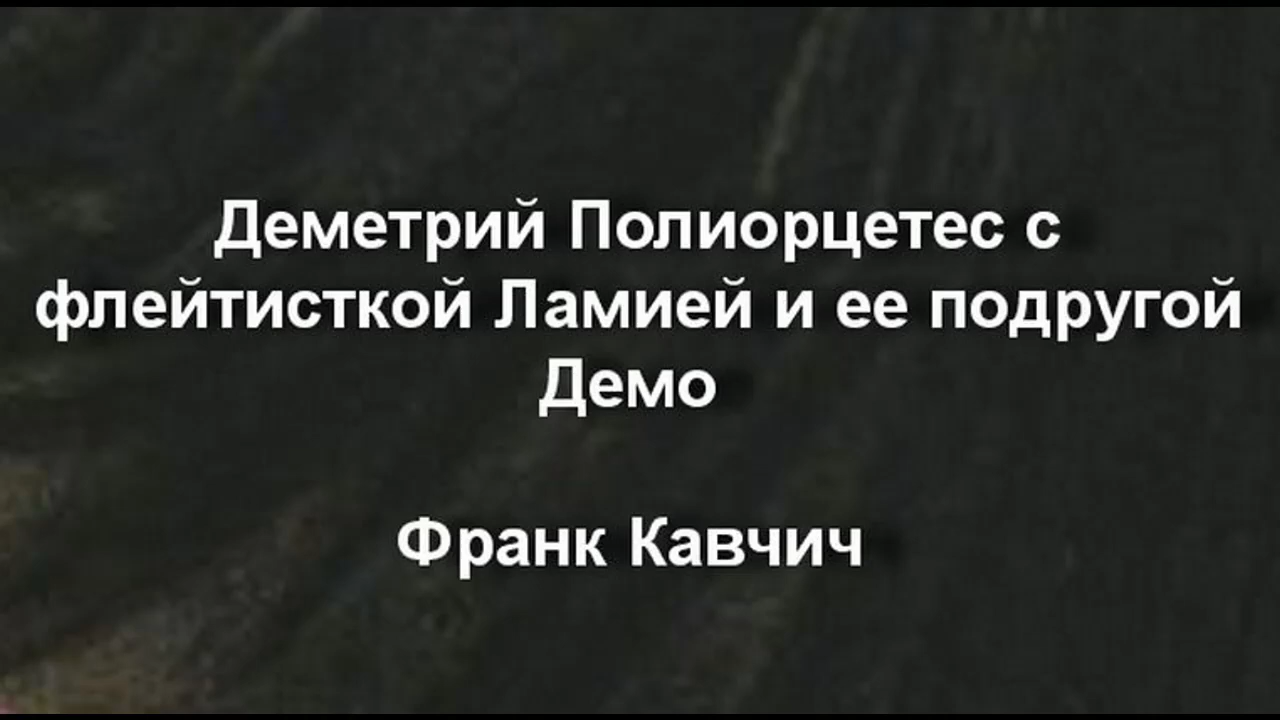 Деметрий Полиорцетес с
флейтисткой Ламией и ее подругой
Демо
Франк Кавчич